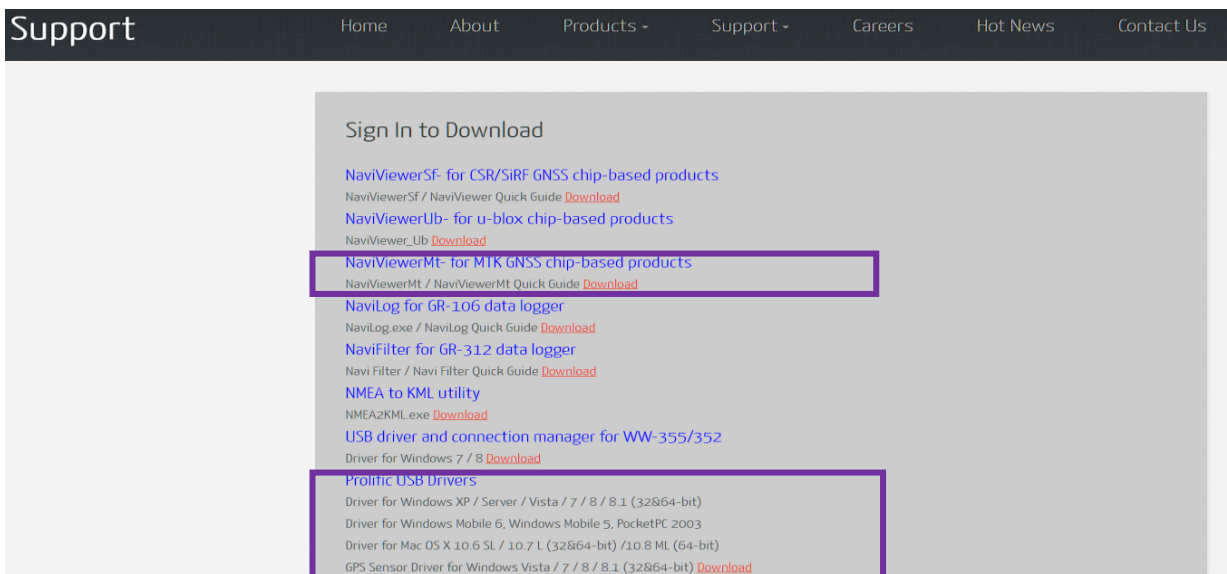 Support
Home About Products Support Careers Hot News Contact Us
Sign In to Download
NaviViewerSf- for CSR/SiRF GNSS chip-based products
NaviViewerSf / NaviViewer Quick Guide Download
NaviViewerUb- for u-blox chip-based products
NaviViewer_Ub Download
NaviViewerMt- for MTK GNSS chip-based products
NaviViewerMt / NaviViewerMt Quick Guide Download
NaviLog for GR-106 data logger
NaviLog.exe / NaviLog Quick Guide Download
NaviFilter for GR-312 data logger
Navi Filter / Navi Filter Quick Guide Download
NMEA to KML utility
NMEA2KML.exe Download
USB driver and connection manager for WW-355/352
Driver for Windows 7 / 8 Download
Prolific USB Drivers
Driver for Windows XP / Server / Vista / 7 / 8 / 8.1 (32&64-bit)
Driver for Windows Mobile 6, Windows Mobile 5, PocketPC 2003
Driver for Mac OS X 10.6 SL / 10.7 L (32&64-bit) /10.8 ML (64-bit)
GPS Sensor Driver for Windows Vista / 7 / 8 / 8.1 (32&64-bit) Download